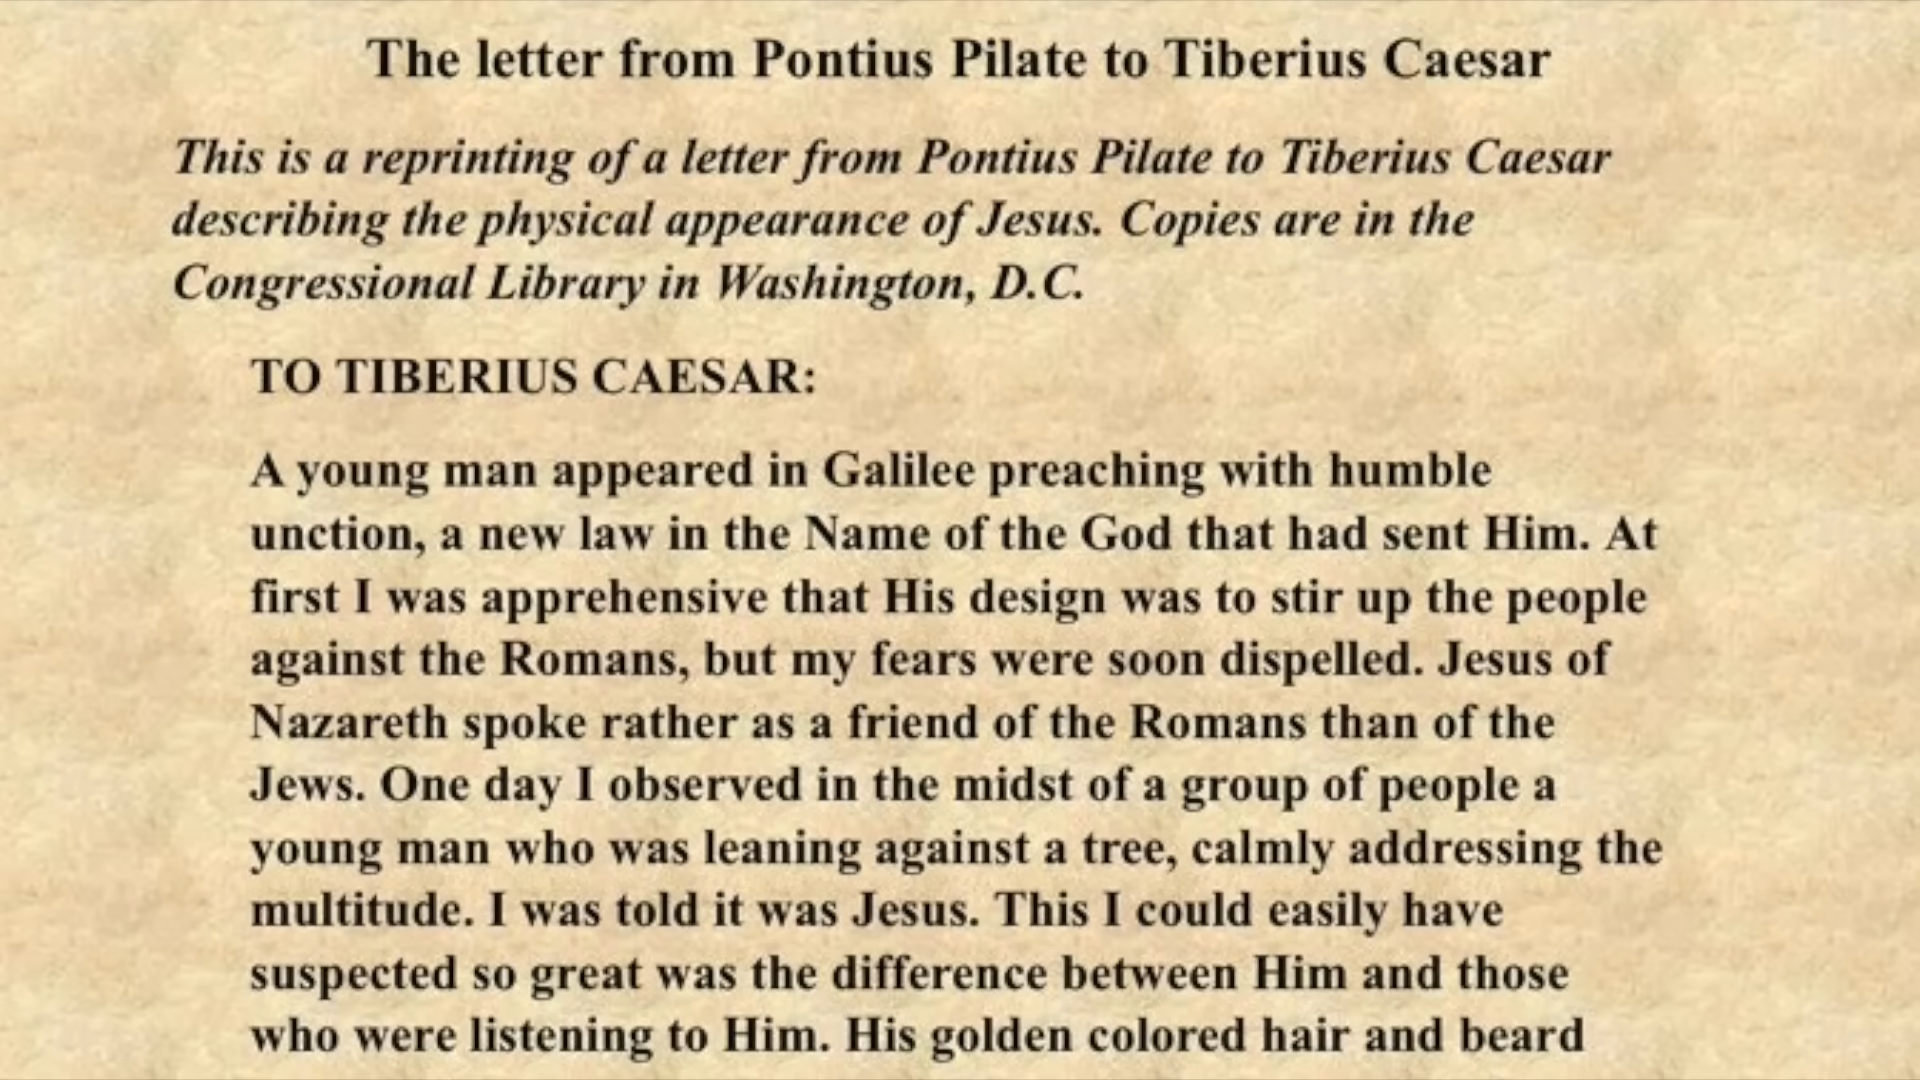 The letter from Pontius Pilate to Tiberius Caesar
This is a reprinting of a letter from Pontius Pilate to Tiberius Caesar
describing the physical appearance of Jesus. Copies are in the
Congressional Library in Washington, D.C.
TO TIBERIUS CAESAR:
A young man appeared in Galilee preaching with humble
unction, a new law in the Name of the God that had sent Him. At
first I was apprehensive that His design was to stir up the people
against the Romans, but my fears were soon dispelled. Jesus of
Nazareth spoke rather as a friend of the Romans than of the
Jews. One day I observed in the midst of a group of people a
young man who was leaning against a tree, calmly addressing the
multitude. I was told it was Jesus. This I could easily have
suspected so great was the difference between Him and those
who were listening to Him. His golden colored hair and beard